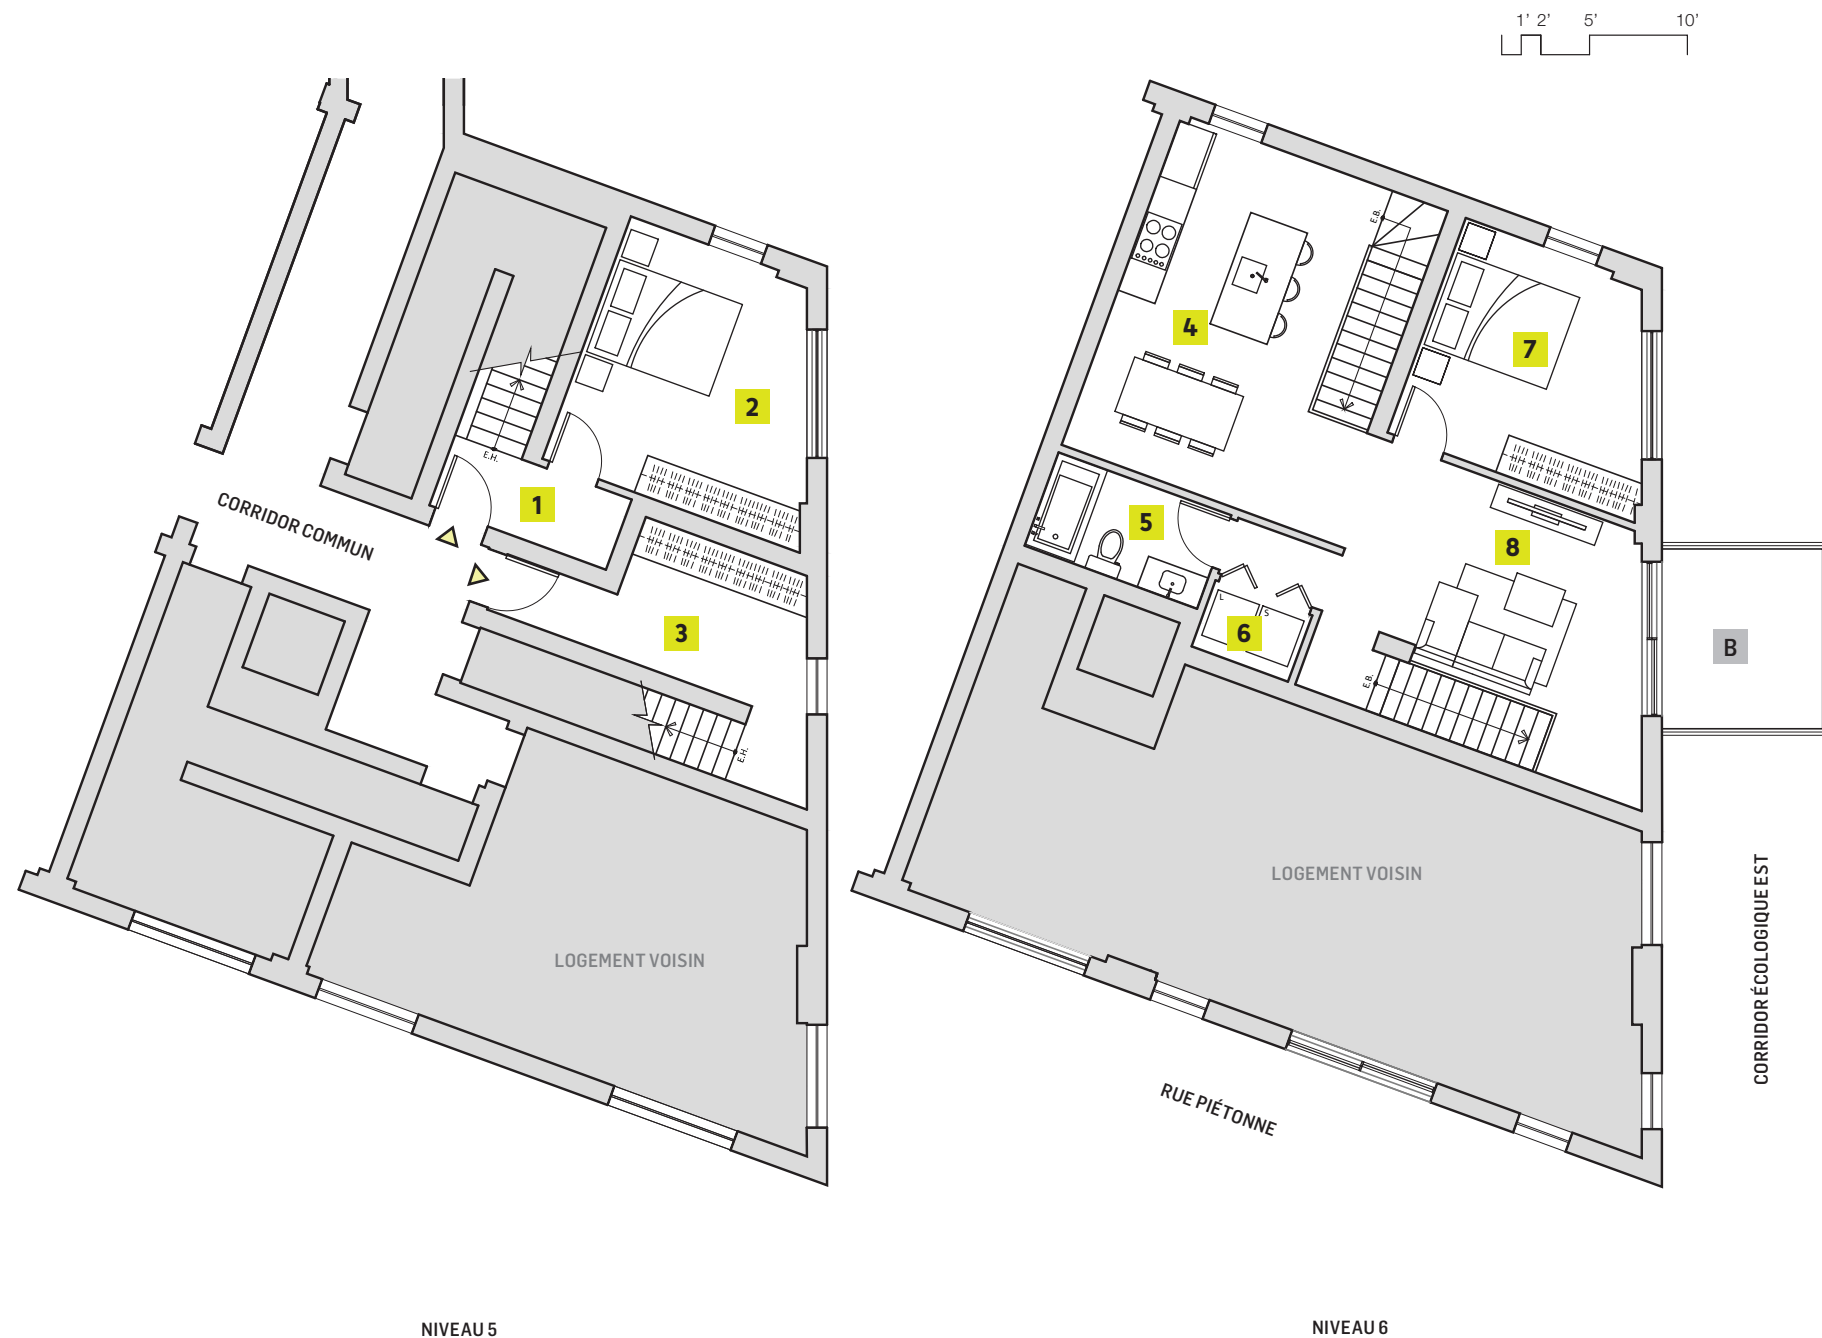 1' 2' 5' 10'
E.B.
4
7
2
E.H.
1
CORRIDOR COMMUN
5
8
3
L
S
6
B
E.B.
E.H.
LOGEMENT VOISIN
LOGEMENT VOISIN
CORRIDOR ÉCOLOGIQUE EST
RUE PIÉTONNE
NIVEAU 5
NIVEAU 6